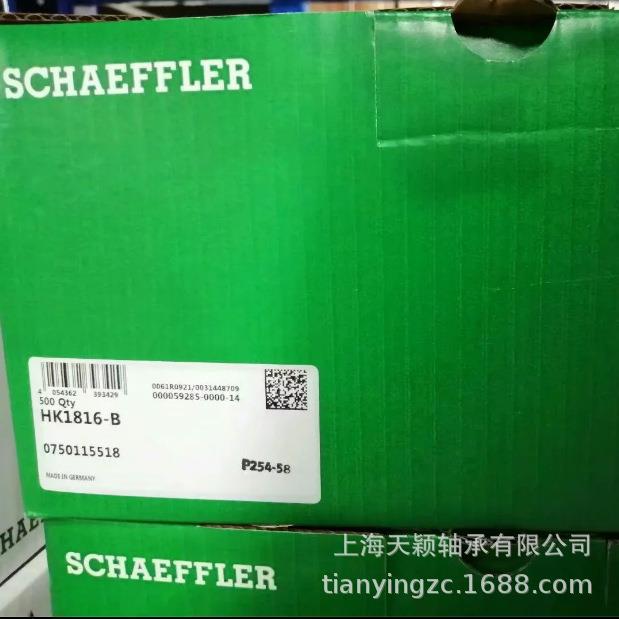 SCHAEFFLER
4 054362 393429
0061R0921/0031448709
000059285-0000-14
500 Qty
HK1816-B
0750115518
P254-58
MADE IN GERMANY
SCHAEFFLER
上海天颖轴承有限公司
tianyingzc.1688.com